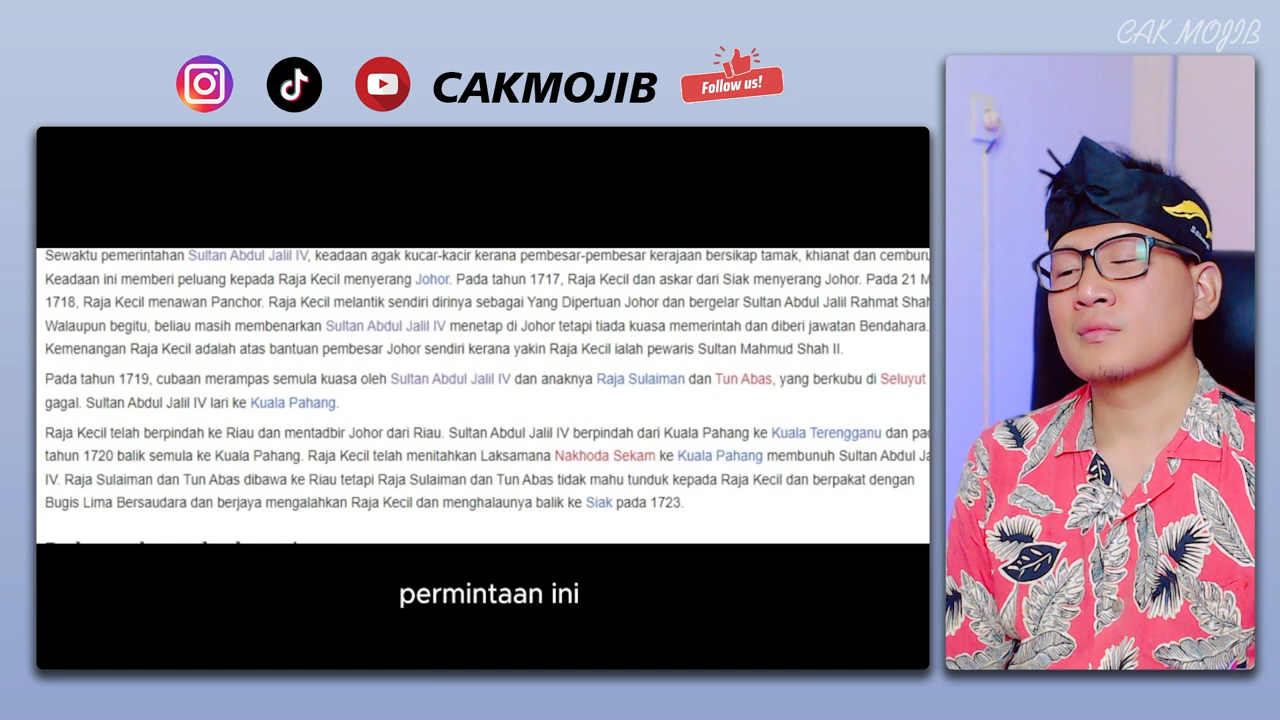 CAK MOJIB
CAKMOJIB
Follow us!
Sewaktu pemerintahan Sultan Abdul Jalil IV, keadaan agak kucar-kacir kerana pembesar-pembesar kerajaan bersikap tamak, khianat dan cemburu
Keadaan ini memberi peluang kepada Raja Kecil menyerang Johor. Pada tahun 1717, Raja Kecil dan askar dari Siak menyerang Johor. Pada 21 M
1718, Raja Kecil menawan Panchor. Raja Kecil melantik sendiri dirinya sebagai Yang Dipertuan Johor dan bergelar Sultan Abdul Jalil Rahmat Shah
Walaupun begitu, beliau masih membenarkan Sultan Abdul Jalil IV menetap di Johor tetapi tiada kuasa memerintah dan diberi jawatan Bendahara.
Kemenangan Raja Kecil adalah atas bantuan pembesar Johor sendiri kerana yakin Raja Kecil ialah pewaris Sultan Mahmud Shah II.
Pada tahun 1719, cubaan merampas semula kuasa oleh Sultan Abdul Jalil IV dan anaknya Raja Sulaiman dan Tun Abas, yang berkubu di Seluyut
gagal. Sultan Abdul Jalil IV lari ke Kuala Pahang.
Raja Kecil telah berpindah ke Riau dan mentadbir Johor dari Riau. Sultan Abdul Jalil IV berpindah dari Kuala Pahang ke Kuala Terengganu dan pad
tahun 1720 balik semula ke Kuala Pahang. Raja Kecil telah menitahkan Laksamana Nakhoda Sekam ke Kuala Pahang membunuh Sultan Abdul Ja
IV. Raja Sulaiman dan Tun Abas dibawa ke Riau tetapi Raja Sulaiman dan Tun Abas tidak mahu tunduk kepada Raja Kecil dan berpakat dengan
Bugis Lima Bersaudara dan berjaya mengalahkan Raja Kecil dan menghalaunya balik ke Siak pada 1723.
permintaan ini